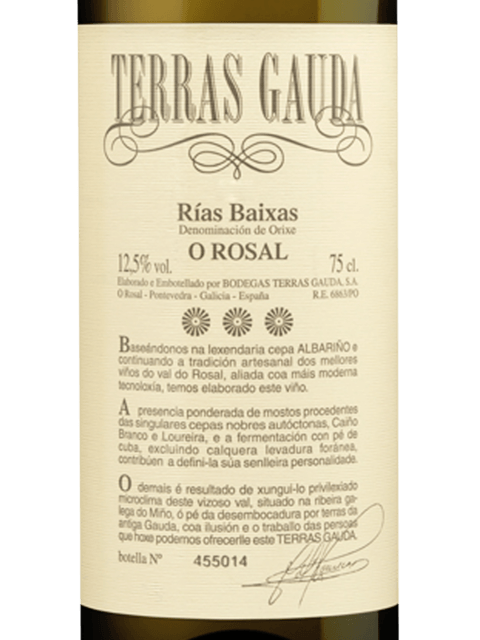 TERRAS GAUDA
Rías Baixas
Denominación de Orixe
O ROSAL
12,5% vol. 75 cl.
Elaborado e Embotellado por BODEGAS TERRAS GAUDA, S.A.
O Rosal - Pontevedra - Galicia - España R.E. 6863/PO
Baseándonos na lexendaria cepa ALBARIÑO e
continuando a tradición artesanal dos mellores
viños do val do Rosal, aliada coa máis moderna
tecnoloxía, temos elaborado este viño.
A presencia ponderada de mostos procedentes
das singulares cepas nobres autóctonas, Caíño
Branco e Loureira, e a fermentación con pé de
cuba, excluindo calquera levadura foránea,
contribúen a defini-la súa senlleira personalidade.
O demais é resultado de xunguI-lo privilexiado
microclima deste vizoso val, situado na ribeira ga-
lega do Miño, ó pé da desembocadura por terras da
antiga Gauda, coa ilusión e o traballo das persoas
que hoxe podemos ofrecerlle este TERRAS GAUDA.
botella Nº 455014